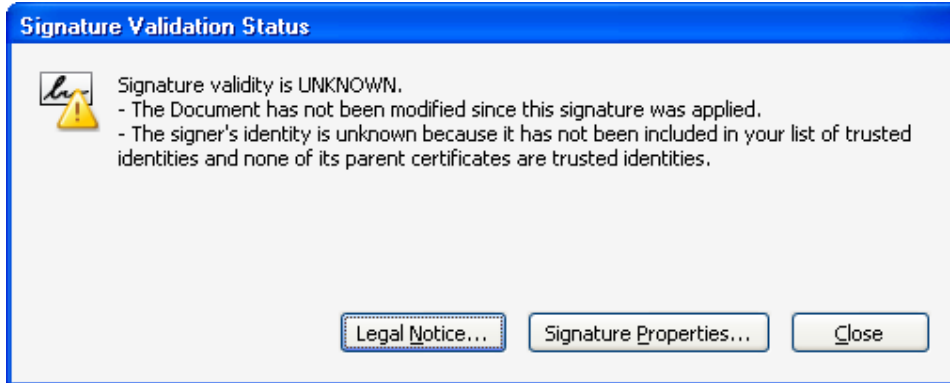 Signature Validation Status
Signature validity is UNKNOWN.
- The Document has not been modified since this signature was applied.
- The signer's identity is unknown because it has not been included in your list of trusted
identities and none of its parent certificates are trusted identities.
Legal Notice... Signature Properties... Close